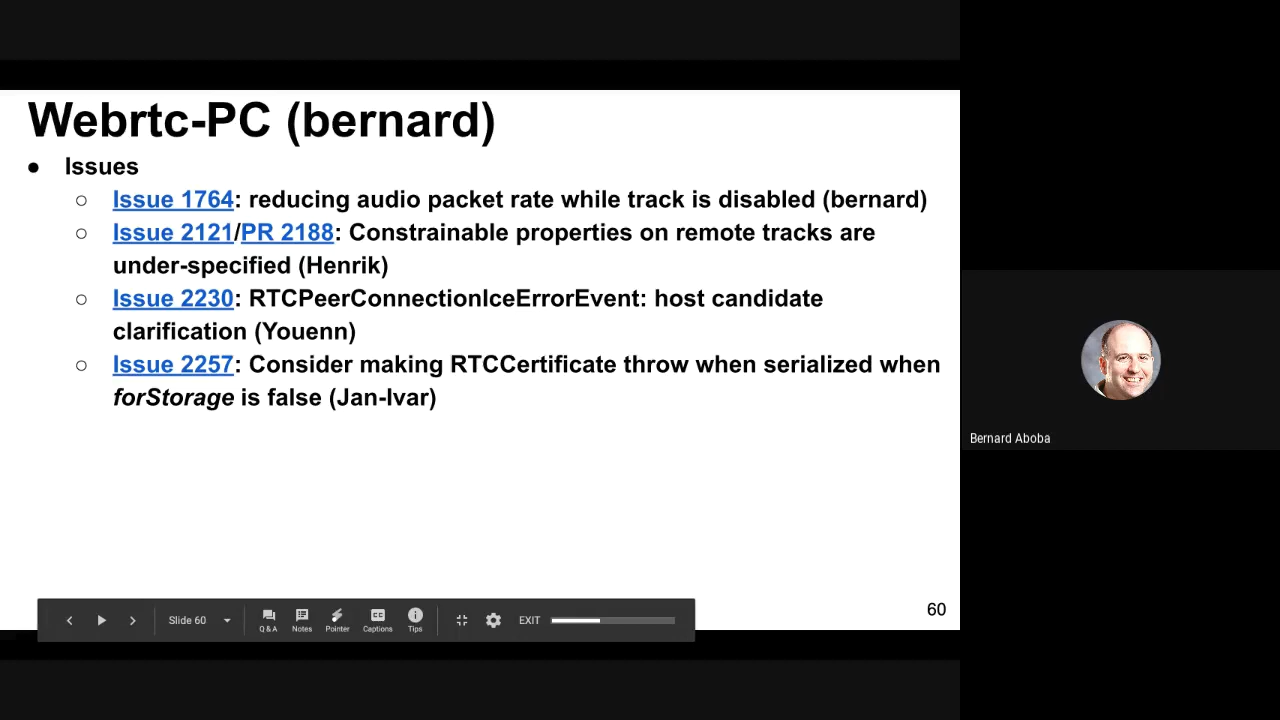 Webrtc-PC (bernard)
● Issues
○ Issue 1764: reducing audio packet rate while track is disabled (bernard)
○ Issue 2121/PR 2188: Constrainable properties on remote tracks are
under-specified (Henrik)
○ Issue 2230: RTCPeerConnectionIceErrorEvent: host candidate
clarification (Youenn)
○ Issue 2257: Consider making RTCCertificate throw when serialized when
forStorage is false (Jan-Ivar)
Bernard Aboba
60
Slide 60
Q & A
Notes
Pointer
Captions
Tips
EXIT